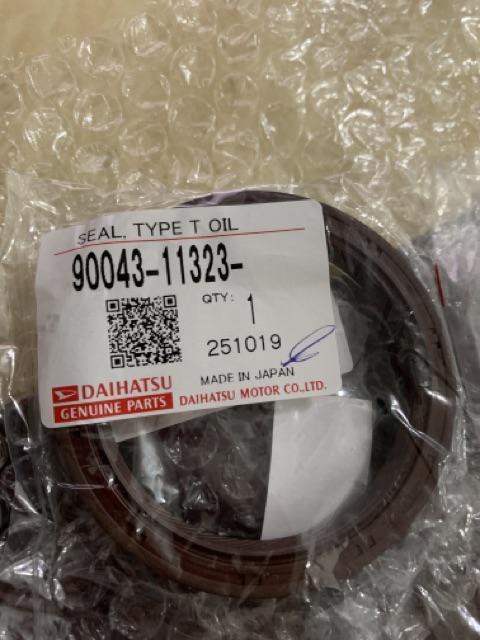 SEAL, TYPE T OIL
90043-11323-
QTY: 1
251019
MADE IN JAPAN
DAIHATSU
GENUINE PARTS
DAIHATSU MOTOR CO.,LTD.